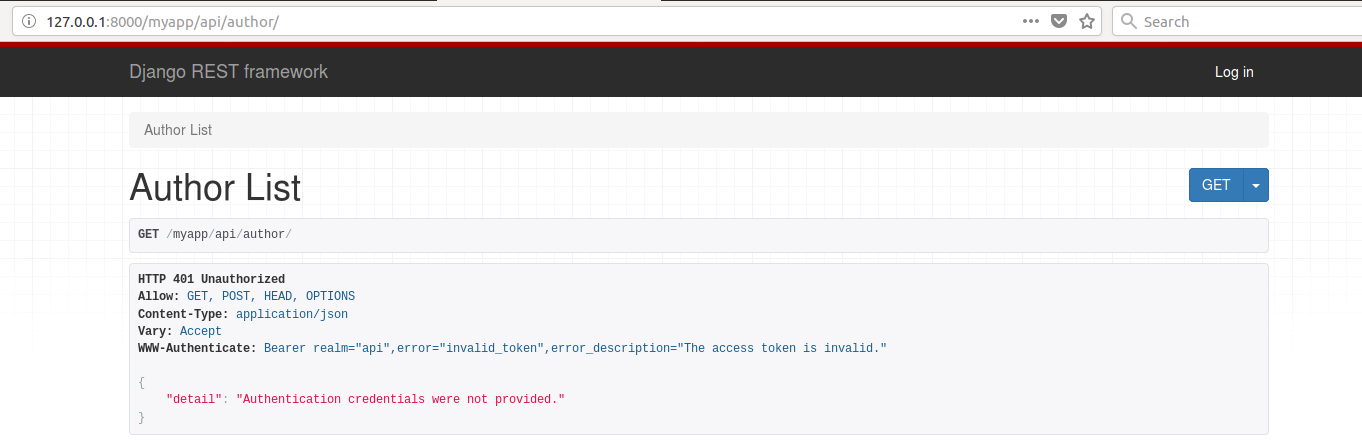 127.0.0.1:8000/myapp/api/author/
Search
Django REST framework
Log in
Author List
Author List
GET
GET /myapp/api/author/
HTTP 401 Unauthorized
Allow: GET, POST, HEAD, OPTIONS
Content-Type: application/json
Vary: Accept
WWW-Authenticate: Bearer realm="api",error="invalid_token",error_description="The access token is invalid."
{
    "detail": "Authentication credentials were not provided."
}